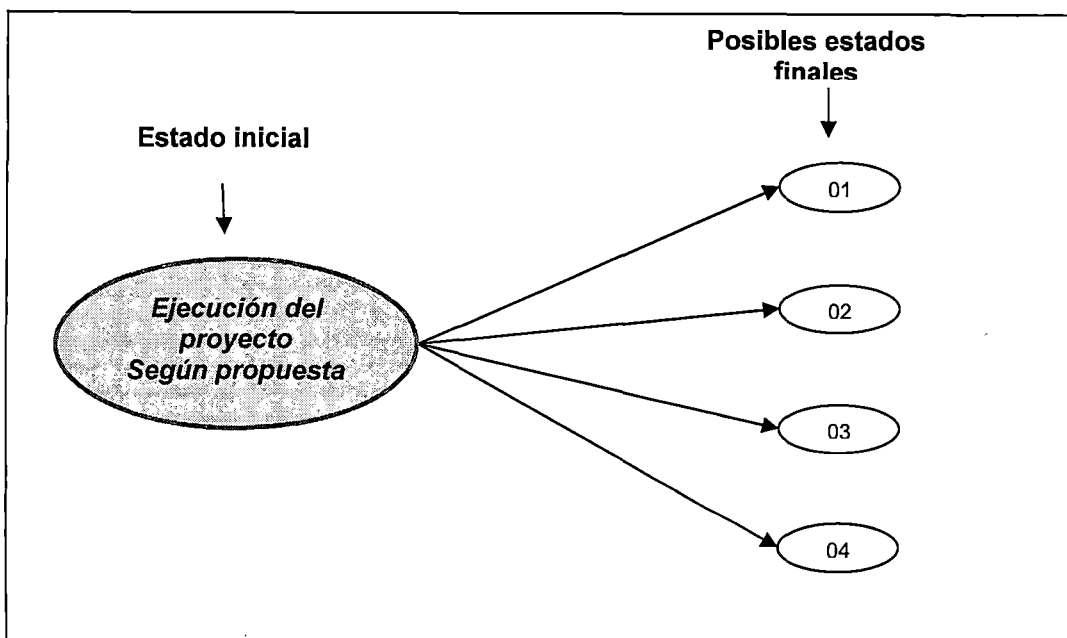 Posibles estados
finales
Estado inicial
01
Ejecución del
proyecto
Según propuesta
02
03
04